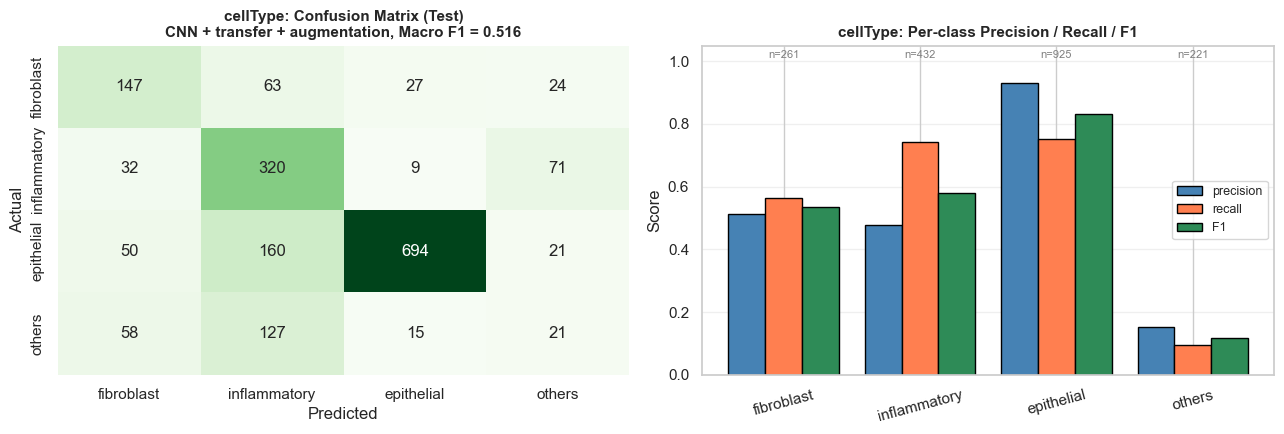 cellType: Confusion Matrix (Test)
CNN + transfer + augmentation, Macro F1 = 0.516
Actual
fibroblast
inflammatory
epithelial
others
147 63 27 24
32 320 9 71
50 160 694 21
58 127 15 21
fibroblast inflammatory epithelial others
Predicted
cellType: Per-class Precision / Recall / F1
n=261 n=432 n=925 n=221
Score
1.0
0.8
0.6
0.4
0.2
0.0
precision
recall
F1
fibroblast inflammatory epithelial others